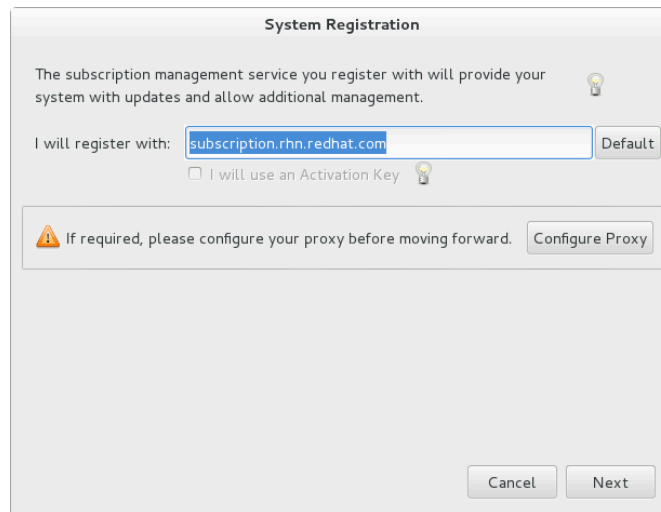 System Registration
The subscription management service you register with will provide your
system with updates and allow additional management.
I will register with: subscription.rhn.redhat.com Default
I will use an Activation Key
If required, please configure your proxy before moving forward. Configure Proxy
Cancel Next